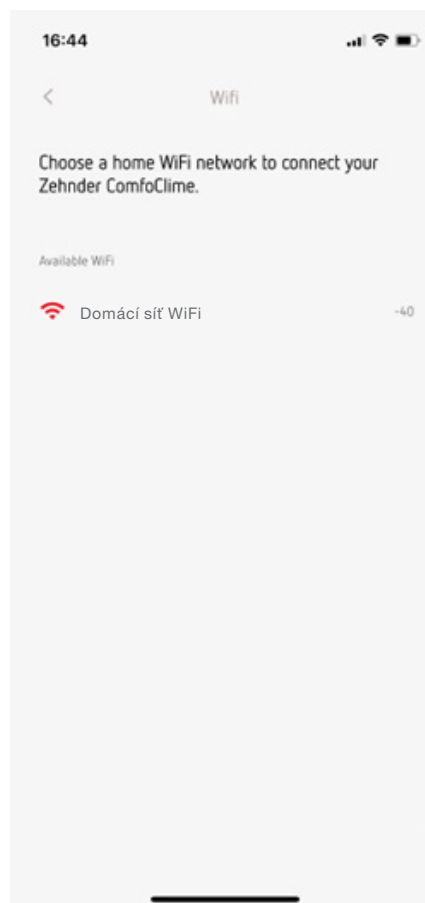 16:44
Wifi
Choose a home WiFi network to connect your
Zehnder ComfoClime.
Available WiFi
Domácí síť WiFi -40